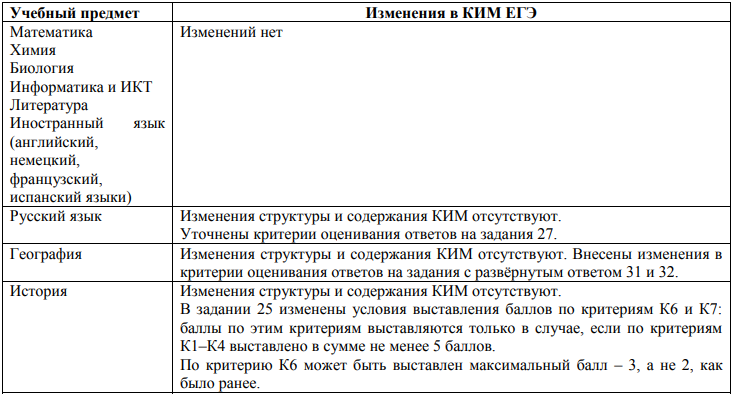 Учебный предмет
Изменения в КИМ ЕГЭ
Математика
Химия
Биология
Информатика и ИКТ
Литература
Иностранный язык
(английский,
немецкий,
французский,
испанский языки)
Изменений нет
Русский язык
Изменения структуры и содержания КИМ отсутствуют.
Уточнены критерии оценивания ответов на задания 27.
География
Изменения структуры и содержания КИМ отсутствуют. Внесены изменения в
критерии оценивания ответов на задания с развёрнутым ответом 31 и 32.
История
Изменения структуры и содержания КИМ отсутствуют.
В задании 25 изменены условия выставления баллов по критериям К6 и К7:
баллы по этим критериям выставляются только в случае, если по критериям
К1–К4 выставлено в сумме не менее 5 баллов.
По критерию К6 может быть выставлен максимальный балл – 3, а не 2, как
было ранее.